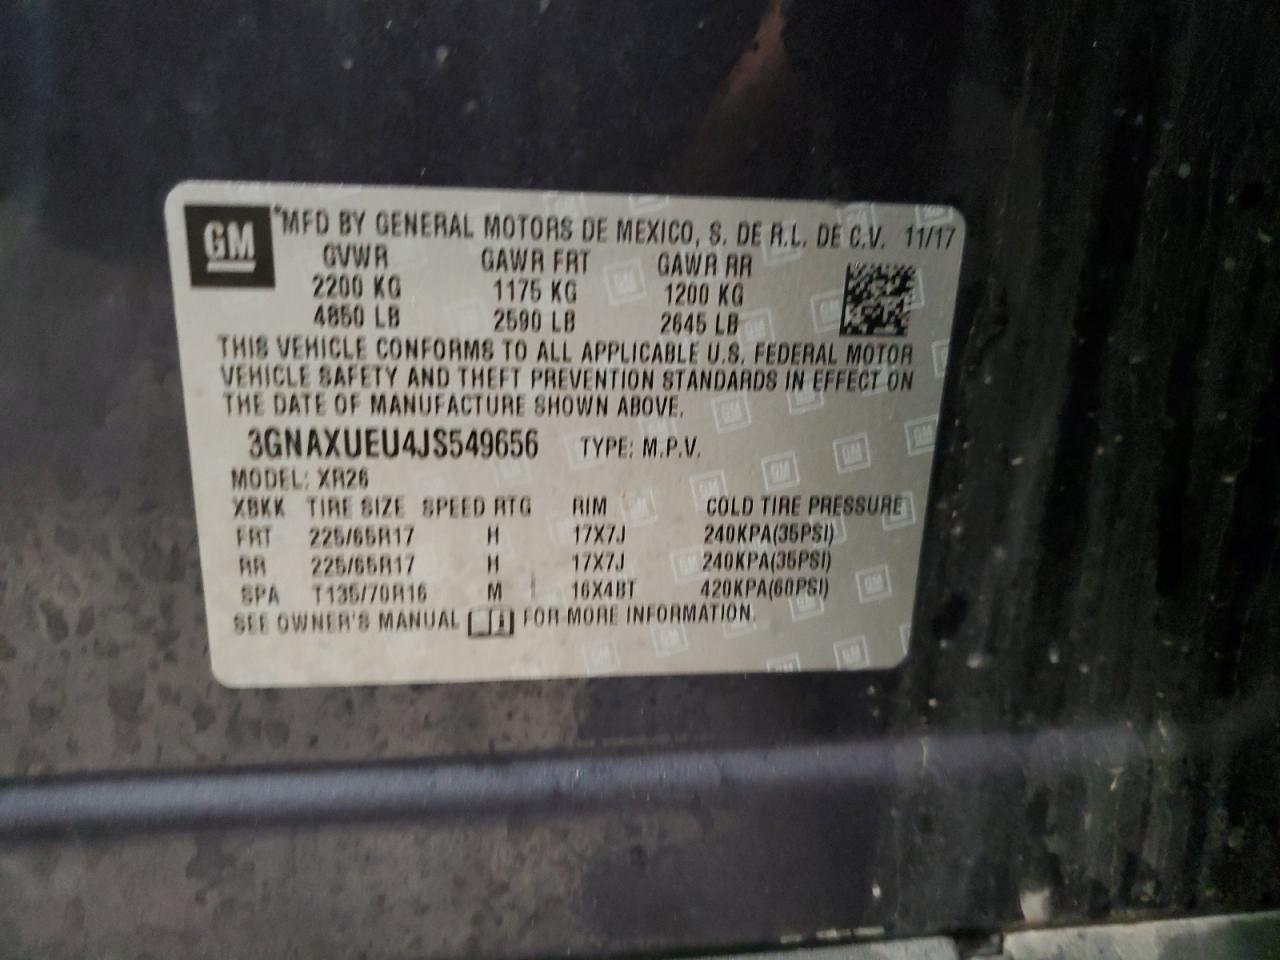 GM *MFD BY GENERAL MOTORS DE MEXICO, S. DE R.L. DE C.V. 11/17
GVWR GAWR FRT GAWR RR
2200 KG 1175 KG 1200 KG
4850 LB 2590 LB 2645 LB
THIS VEHICLE CONFORMS TO ALL APPLICABLE U.S. FEDERAL MOTOR
VEHICLE SAFETY AND THEFT PREVENTION STANDARDS IN EFFECT ON
THE DATE OF MANUFACTURE SHOWN ABOVE.
3GNAXUEU4JS549656 TYPE: M.P.V.
MODEL: XR26
XBKK TIRE SIZE SPEED RTG RIM COLD TIRE PRESSURE
FRT 225/65R17 H 17X7J 240KPA(35PSI)
RR 225/65R17 H 17X7J 240KPA(35PSI)
SPA T135/70R16 M 16X4BT 420KPA(60PSI)
SEE OWNER'S MANUAL FOR MORE INFORMATION.